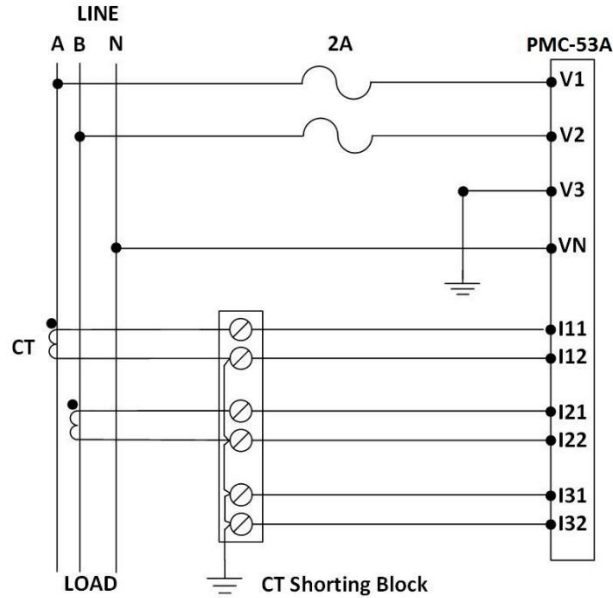 LINE
A B N 2A PMC-53A
V1
V2
V3
VN
I11
CT
I12
I21
I22
I31
I32
LOAD CT Shorting Block